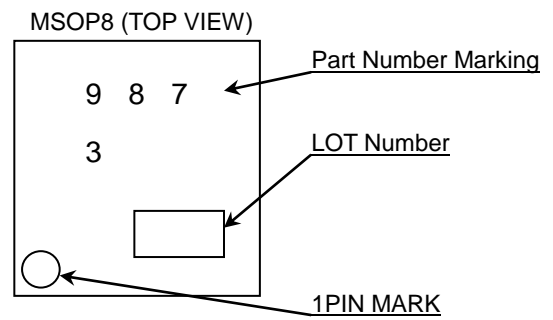 MSOP8 (TOP VIEW)
Part Number Marking
9 8 7
LOT Number
3
1PIN MARK